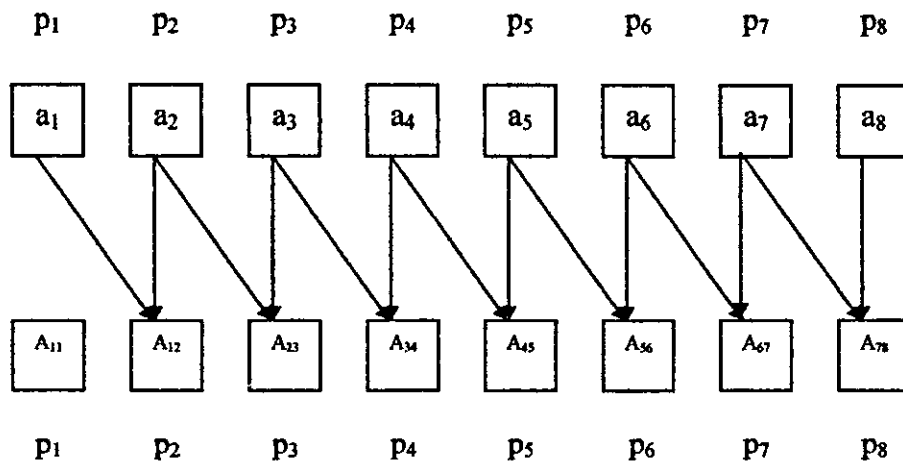 p₁ p₂ p₃ p₄ p₅ p₆ p₇ p₈
a₁ a₂ a₃ a₄ a₅ a₆ a₇ a₈
A₁₁ A₁₂ A₂₃ A₃₄ A₄₅ A₅₆ A₆₇ A₇₈
p₁ p₂ p₃ p₄ p₅ p₆ p₇ p₈